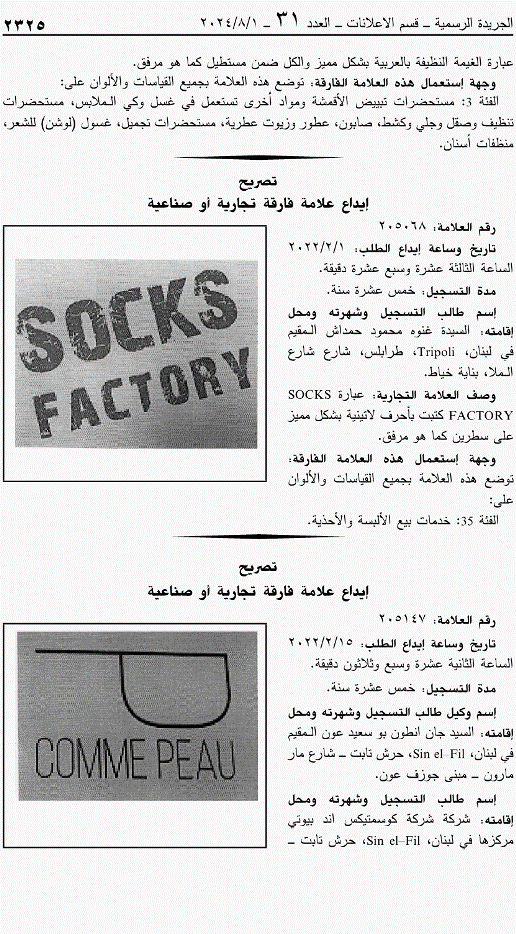 الجريدة الرسمية ــ قسم الاعلانات ــ العدد ٣١ ــ ٢٠٢٤/٨/١
٢٣٢٥
عبارة الغيمة النظيفة بالعربية بشكل مميز والكل ضمن مستطيل كما هو مرفق.
وجهة إستعمال هذه العلامة الفارقة: توضع هذه العلامة بجميع القياسات والألوان على:
الفئة 3: مستحضرات تبييض الأقمشة ومواد أخرى تستعمل في غسل وكي الـملابس، مستحضرات
تنظيف وصقل وجلي وكشط، صابون، عطور وزيوت عطرية، مستحضرات تجميل، غسول (لوشن) للشعر،
منظفات أسنان.
تصريح
إيداع علامة فارقة تجارية أو صناعية
رقم العلامة: ٢٠٥٠٦٨
تاريخ وساعة إيداع الطلب: ٢٠٢٢/٢/١
الساعة الثالثة عشرة وسبع عشرة دقيقة.
مدة التسجيل: خمس عشرة سنة.
إسم طالب التسجيل وشهرته ومحل
إقامته: السيدة غنوه محمود حمداش الـمقيم
في لبنان، Tripoli، طرابلس، شارع شارع
الـملا، بناية خياط.
وصف العلامة التجارية: عبارة SOCKS
FACTORY كتبت بأحرف لاتينية بشكل مميز
على سطرين كما هو مرفق.
وجهة إستعمال هذه العلامة الفارقة:
توضع هذه العلامة بجميع القياسات والألوان
على:
الفئة 35: خدمات بيع الألبسة والأحذية.
SOCKS
FACTORY
تصريح
إيداع علامة فارقة تجارية أو صناعية
رقم العلامة: ٢٠٥١٤٧
تاريخ وساعة إيداع الطلب: ٢٠٢٢/٢/١٥
الساعة الثانية عشرة وسبع وثلاثون دقيقة.
مدة التسجيل: خمس عشرة سنة.
إسم وكيل طالب التسجيل وشهرته ومحل
إقامته: السيد جان انطون بو سعيد عون الـمقيم
في لبنان، Sin el–Fil، حرش تابت ــ شارع مار
مارون ــ مبنى جوزف عون.
إسم طالب التسجيل وشهرته ومحل
إقامته: شركة شركة كوسمتيكس اند بيوتي
مركزها في لبنان، Sin el–Fil، حرش تابت ــ
COMME PEAU